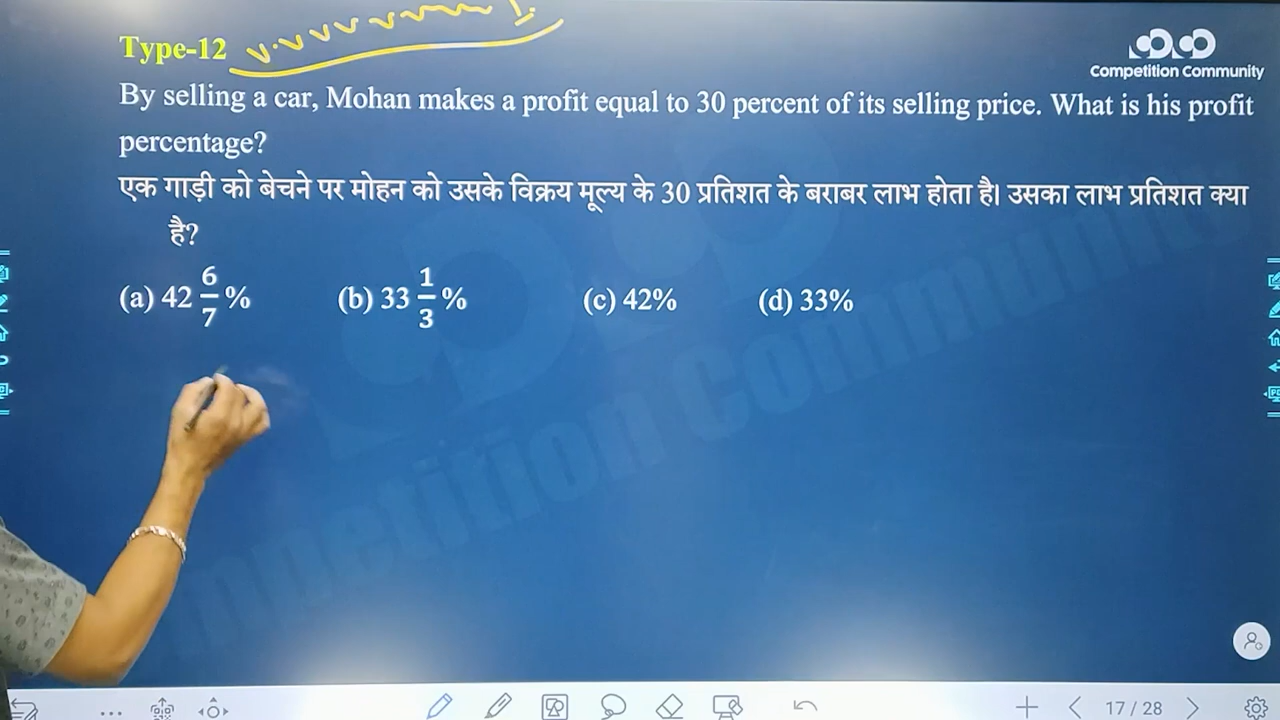 Type-12
Competition Community
By selling a car, Mohan makes a profit equal to 30 percent of its selling price. What is his profit
percentage?
एक गाड़ी को बेचने पर मोहन को उसके विक्रय मूल्य के 30 प्रतिशत के बराबर लाभ होता है। उसका लाभ प्रतिशत क्या
है?
(a) 42 6/7 % (b) 33 1/3 % (c) 42% (d) 33%
Competition Community
17 / 28